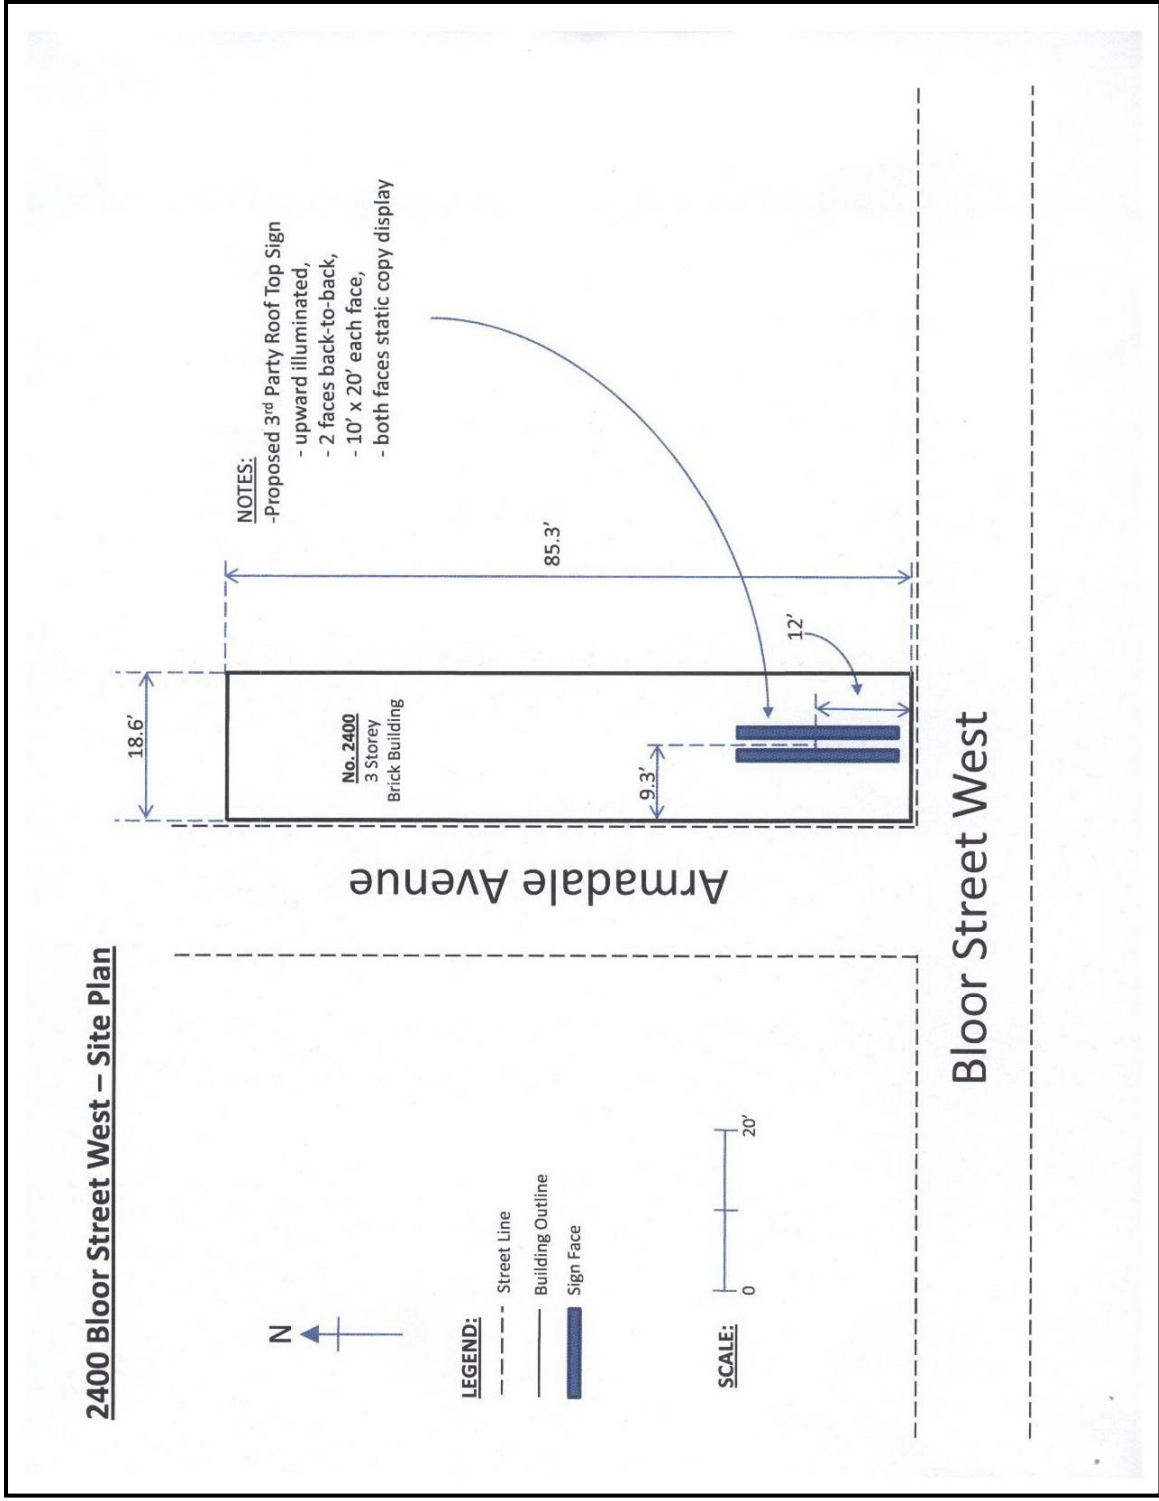 2400 Bloor Street West – Site Plan
N
LEGEND:
Street Line
Building Outline
Sign Face
SCALE:
0
20'
Armadale Avenue
18.6'
No. 2400
3 Storey
Brick Building
9.3'
12'
85.3'
NOTES:
-Proposed 3rd Party Roof Top Sign
- upward illuminated,
- 2 faces back-to-back,
- 10' x 20' each face,
- both faces static copy display
Bloor Street West